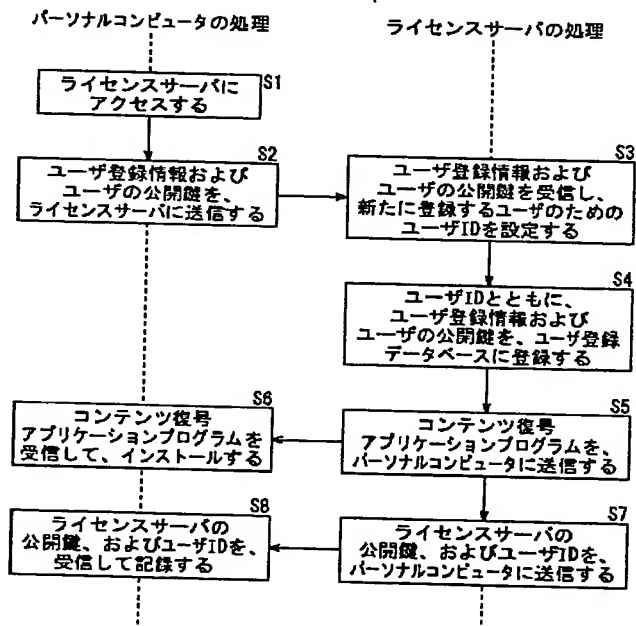 パーソナルコンピュータの処理
ライセンスサーバの処理
S1
ライセンスサーバに
アクセスする
S2
ユーザ登録情報および
ユーザの公開鍵を、
ライセンスサーバに送信する
S3
ユーザ登録情報および
ユーザの公開鍵を受信し、
新たに登録するユーザのための
ユーザIDを設定する
S4
ユーザIDとともに、
ユーザ登録情報および
ユーザの公開鍵を、ユーザ登録
データベースに登録する
S5
コンテンツ復号
アプリケーションプログラムを、
パーソナルコンピュータに送信する
S6
コンテンツ復号
アプリケーションプログラムを
受信して、インストールする
S7
ライセンスサーバの
公開鍵、およびユーザIDを、
パーソナルコンピュータに送信する
S8
ライセンスサーバの
公開鍵、およびユーザIDを、
受信して記録する